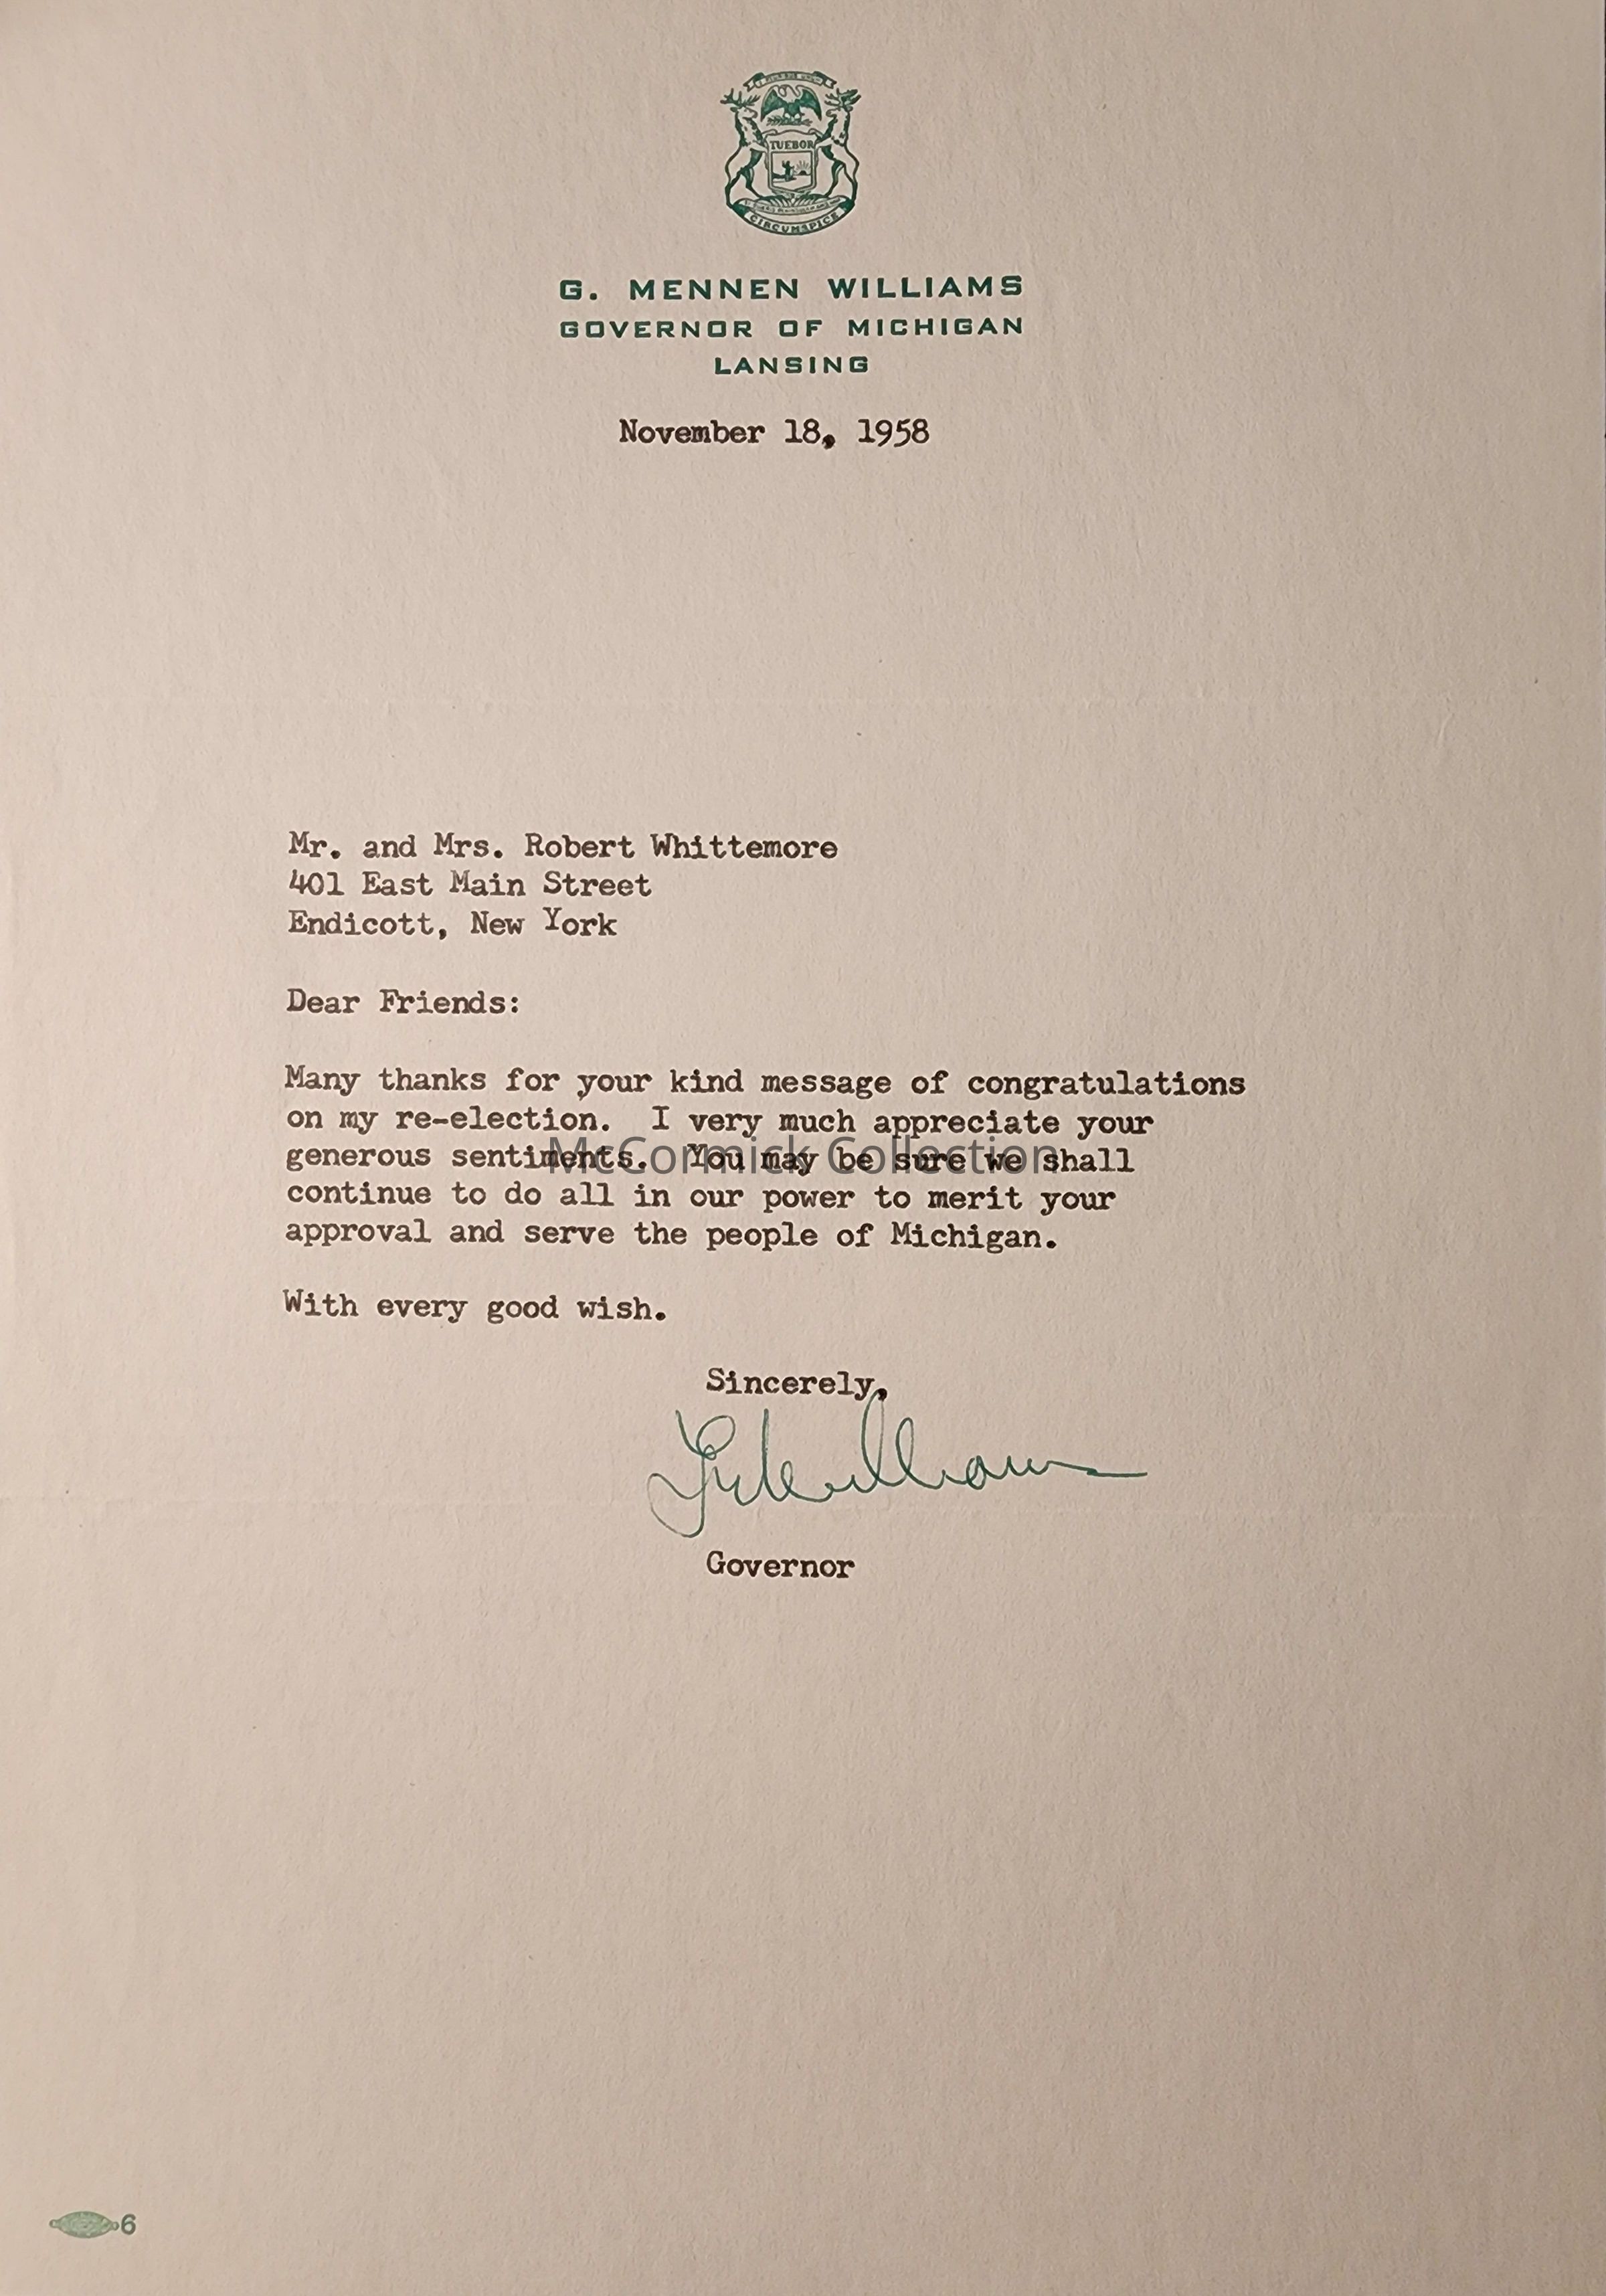 TUEBOR
CIRCUMSPICE
G. MENNEN WILLIAMS
GOVERNOR OF MICHIGAN
LANSING
November 18, 1958
Mr. and Mrs. Robert Whittemore
401 East Main Street
Endicott, New York
Dear Friends:
Many thanks for your kind message of congratulations
on my re-election. I very much appreciate your
generous sentiments. You may be sure we shall
McCormick Collection
continue to do all in our power to merit your
approval and serve the people of Michigan.
With every good wish.
Sincerely,
Williams
Governor
6